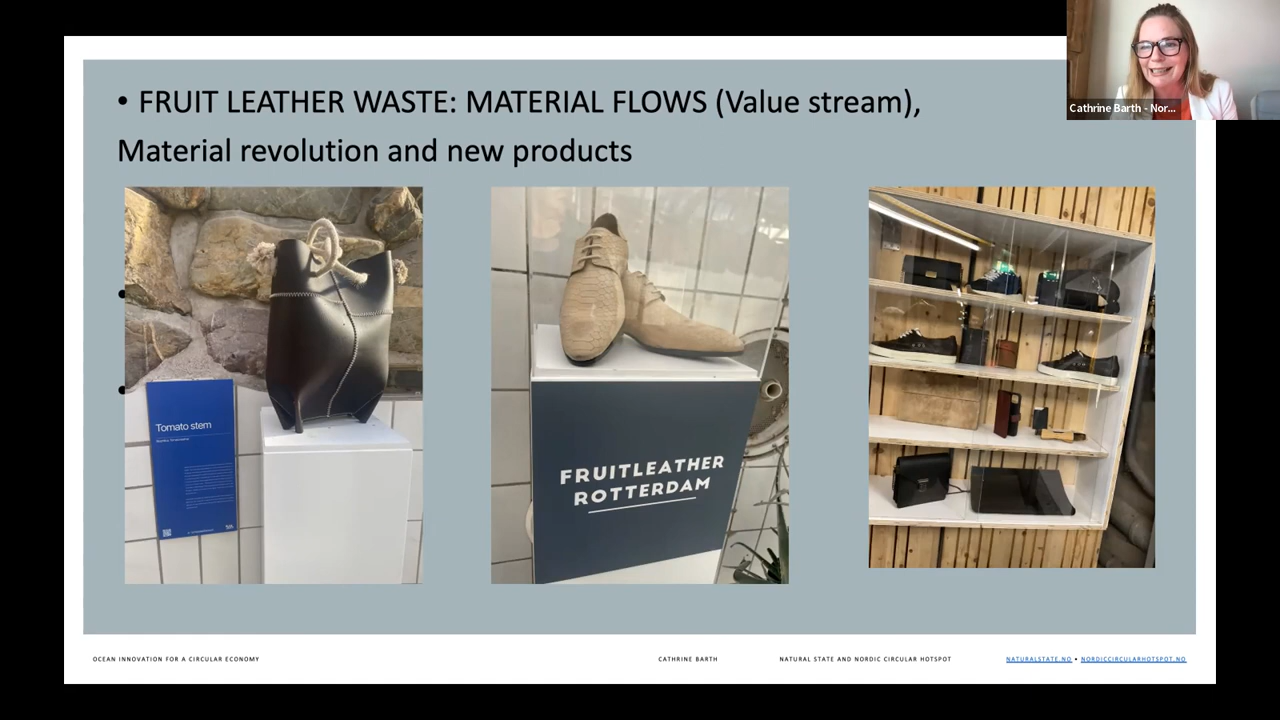 • FRUIT LEATHER WASTE: MATERIAL FLOWS (Value stream),
Material revolution and new products
Cathrine Barth - Nor...
Tomato stem
FRUITLEATHER
ROTTERDAM
OCEAN INNOVATION FOR A CIRCULAR ECONOMY
CATHRINE BARTH
NATURAL STATE AND NORDIC CIRCULAR HOTSPOT
NATURALSTATE.NO • NORDICCIRCULARHOTSPOT.NO